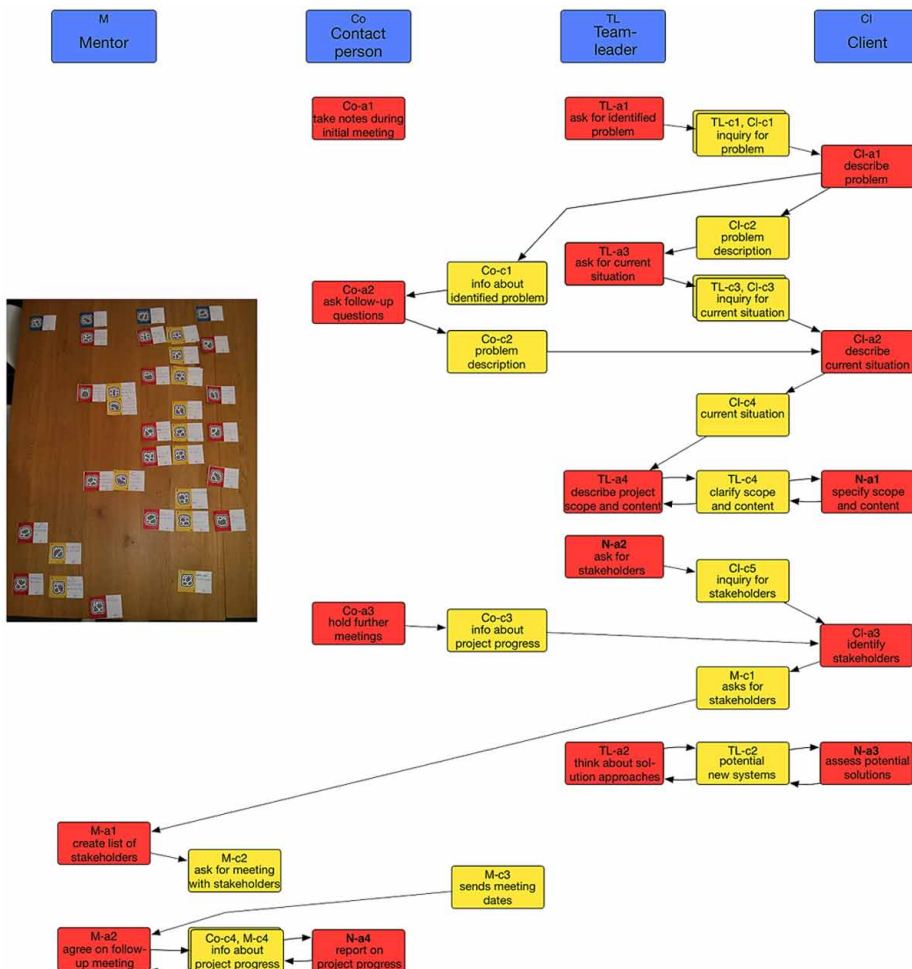 M
Mentor
Co
Contact
person
TL
Team-
leader
Cl
Client
Co-a1
take notes during
initial meeting
TL-a1
ask for identified
problem
TL-c1, Cl-c1
inquiry for
problem
Cl-a1
describe
problem
Cl-c2
problem
description
TL-a3
ask for current
situation
Co-c1
info about
identified problem
TL-c3, Cl-c3
inquiry for
current situation
Co-a2
ask follow-up
questions
Co-c2
problem
description
Cl-a2
describe
current situation
Cl-c4
current situation
TL-a4
describe project
scope and content
TL-c4
clarify scope
and content
N-a1
specify scope
and content
N-a2
ask for
stakeholders
Cl-c5
inquiry for
stakeholders
Co-a3
hold further
meetings
Co-c3
info about
project progress
Cl-a3
identify
stakeholders
M-c1
asks for
stakeholders
TL-a2
think about sol-
ution approaches
TL-c2
potential
new systems
N-a3
assess potential
solutions
M-a1
create list of
stakeholders
M-c2
ask for meeting
with stakeholders
M-c3
sends meeting
dates
M-a2
agree on follow-
up meeting
Co-c4, M-c4
info about
project progress
N-a4
report on
project progress